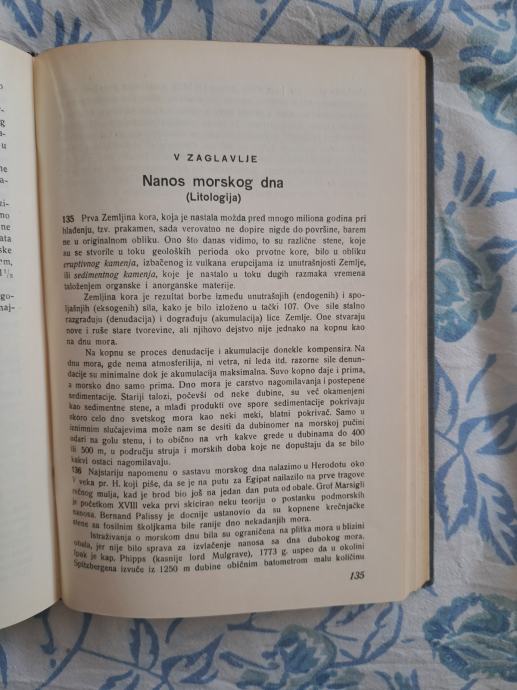 V ZAGLAVLJE
Nanos morskog dna
(Litologija)
135 Prva Zemljina kora, koja je nastala možda pred mnogo miliona godina pri
hlađenju, tzv. prakamen, sada verovatno ne dopire nigde do površine, barem
ne u originalnom obliku. Ono što danas vidimo, to su različne stene, koje
su se stvorile u toku geoloških perioda oko prvotne kore, bilo u obliku
eruptivnog kamenja, izbačenog iz vulkana erupcijama iz unutrašnjosti Zemlje,
ili sedimentnog kamenja, koje je nastalo u toku dugih razmaka vremena
taloženjem organske i anorganske materije.
Zemljina kora je rezultat borbe između unutrašnjih (endogenih) i spo-
ljašnjih (eksogenih) sila, kako je bilo izloženo u tački 107. Ove sile stalno
razgrađuju (denudacija) i dograđuju (akumulacija) lice Zemlje. One stvaraju
nove i ruše stare tvorevine, ali njihovo dejstvo nije jednako na kopnu kao
na dnu mora.
Na kopnu se proces denudacije i akumulacije donekle kompensira. Na
dnu mora, gde nema atmosferilija, ni vetra, ni leda itd. razorne sile denun-
dacije su minimalne dok je akumulacija maksimalna. Suvo kopno daje i prima,
a morsko dno samo prima. Dno mora je carstvo nagomilavanja i postepene
sedimentacije. Stariji talozi, počevši od neke dubine, su već okamenjeni
kao sedimentne stene, a mlađi produkti ove spore sedimentacije pokrivaju
skoro celo dno svetskog mora kao neki meki, blatni pokrivač. Samo u
iznimnim slučajevima može nam se desiti da dubinomer na morskoj pučini
udari na golu stenu, i to obično na vrh kakve grede u dubinama do 400
ili 500 m, u području struja i morskih doba koje ne dopuštaju da se bilo
kakvi ostaci nagomilavaju.
136 Najstariju napomenu o sastavu morskog dna nalazimo u Herodotu oko
V veka pr. H. koji piše, da se je na putu za Egipat nailazilo na prve tragove
rečnog mulja, kad je brod bio još na jedan dan puta od obale. Grof Marsigli
je početkom XVIII veka prvi skicirao neku teoriju o postanku podmorskih
nanosa. Bernand Palissy je docnije ustanovio da su kopnene krečnjačke
stene sa fosilnim školjkama bile ranije dno nekadanjih mora.
Istraživanja o morskom dnu bila su ograničena na plitka mora u blizini
obala, jer nije bilo sprava za izvlačenje nanosa sa dna dubokog mora.
Ipak je kap. Phipps (kasnije lord Mulgrave), 1773 g. uspeo da u okolini
Spitzbergena izvuče iz 1250 m dubine običnim batometrom malu količinu
135